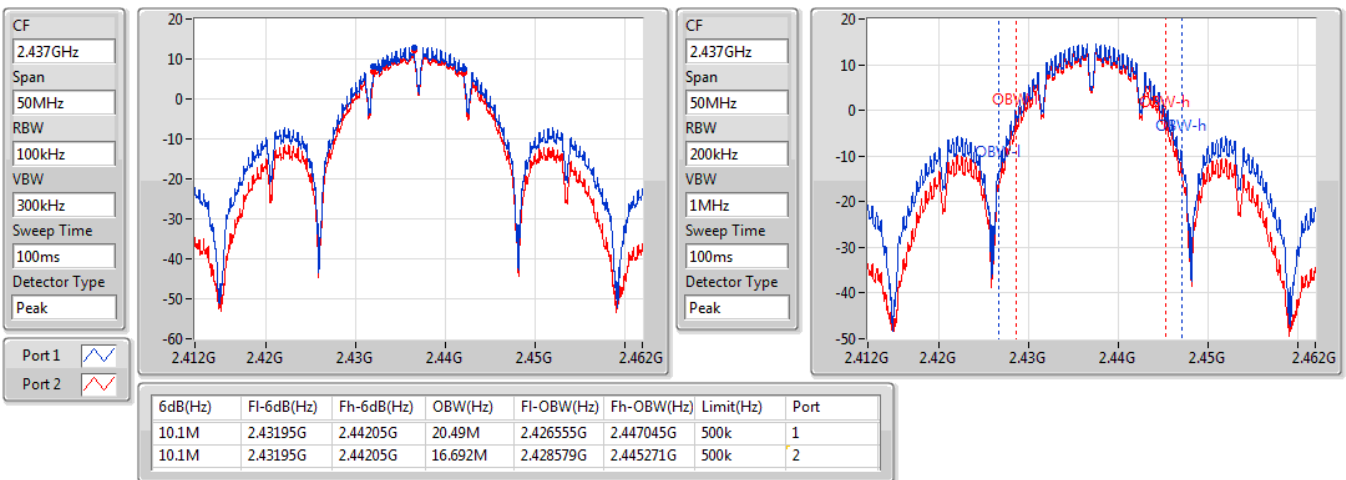 CF
2.437GHz
Span
50MHz
RBW
100kHz
VBW
300kHz
Sweep Time
100ms
Detector Type
Peak
Port 1
Port 2
20
10
0
-10
-20
-30
-40
-50
-60
2.412G 2.42G 2.43G 2.44G 2.45G 2.462G
CF
2.437GHz
Span
50MHz
RBW
200kHz
VBW
1MHz
Sweep Time
100ms
Detector Type
Peak
20
10
0
-10
-20
-30
-40
-50
OBW-l
OBW-h
OBW-h
OBW-l
2.412G 2.42G 2.43G 2.44G 2.45G 2.462G
6dB(Hz) Fl-6dB(Hz) Fh-6dB(Hz) OBW(Hz) Fl-OBW(Hz) Fh-OBW(Hz) Limit(Hz) Port
10.1M 2.43195G 2.44205G 20.49M 2.426555G 2.447045G 500k 1
10.1M 2.43195G 2.44205G 16.692M 2.428579G 2.445271G 500k 2